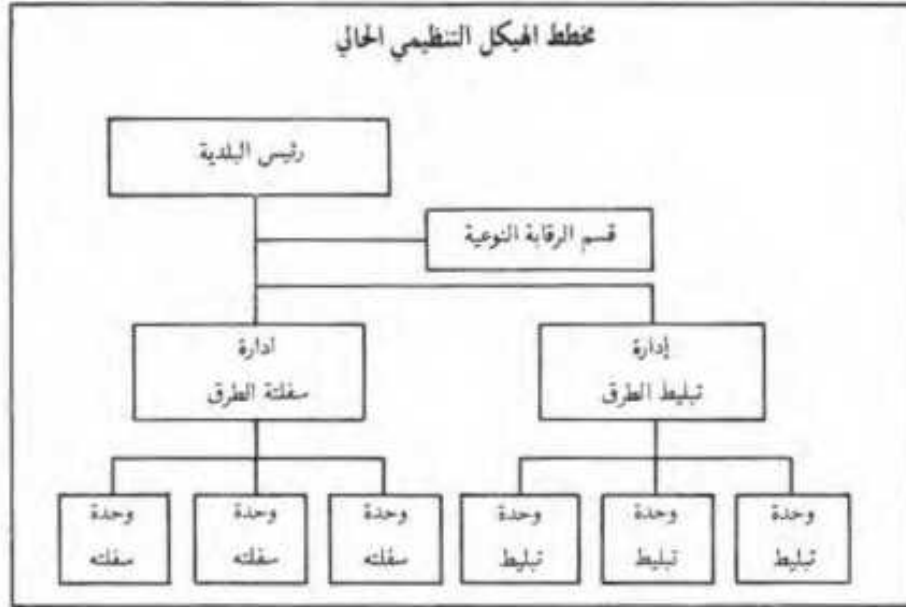 مخطط الهيكل التنظيمي الحالي
رئيس البلدية
قسم الرقابة النوعية
إدارة
تبليط الطرق
ادارة
سفلتة الطرق
وحدة
تبليط
وحدة
تبليط
وحدة
تبليط
وحدة
سفلته
وحدة
سفلته
وحدة
سفلته